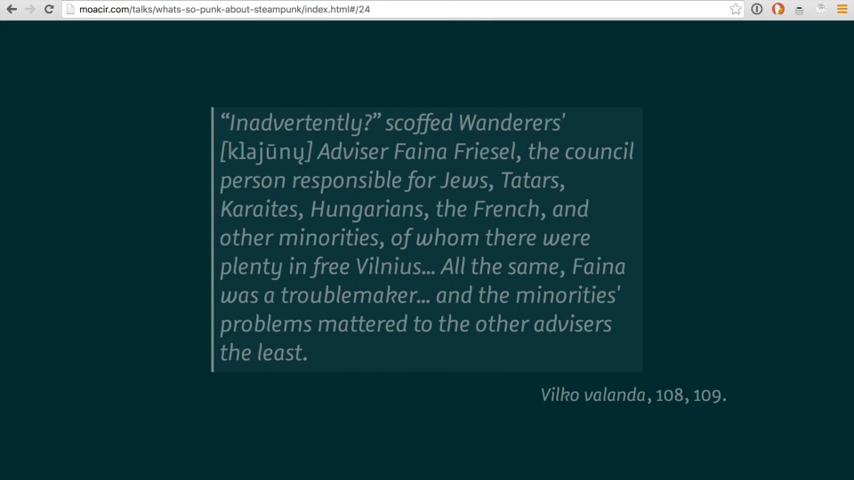 moacir.com/talks/whats-so-punk-about-steampunk/index.html#/24
“Inadvertently?” scoffed Wanderers'
[klajūnų] Adviser Faina Friesel, the council
person responsible for Jews, Tatars,
Karaites, Hungarians, the French, and
other minorities, of whom there were
plenty in free Vilnius... All the same, Faina
was a troublemaker... and the minorities'
problems mattered to the other advisers
the least.
Vilko valanda, 108, 109.